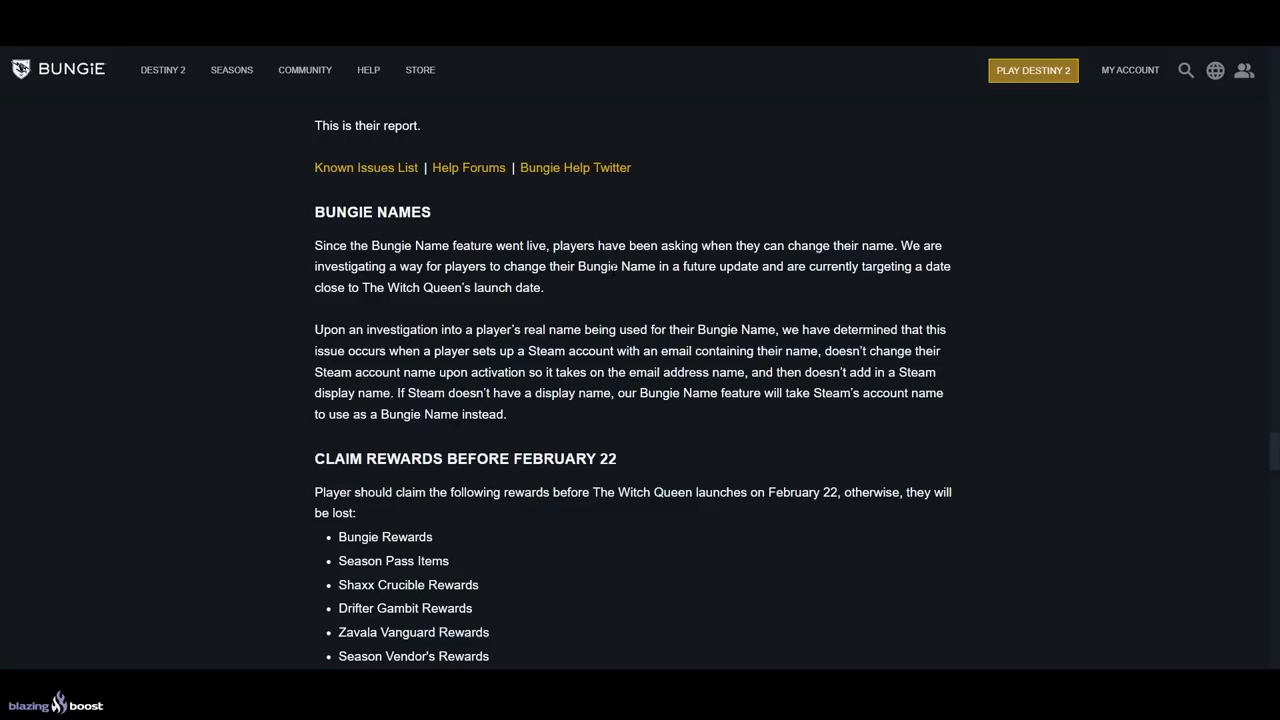 BUNGiE
DESTINY 2 SEASONS COMMUNITY HELP STORE PLAY DESTINY 2 MY ACCOUNT
This is their report.
Known Issues List | Help Forums | Bungie Help Twitter
BUNGIE NAMES
Since the Bungie Name feature went live, players have been asking when they can change their name. We are
investigating a way for players to change their Bungie Name in a future update and are currently targeting a date
close to The Witch Queen's launch date.
Upon an investigation into a player's real name being used for their Bungie Name, we have determined that this
issue occurs when a player sets up a Steam account with an email containing their name, doesn't change their
Steam account name upon activation so it takes on the email address name, and then doesn't add in a Steam
display name. If Steam doesn't have a display name, our Bungie Name feature will take Steam's account name
to use as a Bungie Name instead.
CLAIM REWARDS BEFORE FEBRUARY 22
Player should claim the following rewards before The Witch Queen launches on February 22, otherwise, they will
be lost:
• Bungie Rewards
• Season Pass Items
• Shaxx Crucible Rewards
• Drifter Gambit Rewards
• Zavala Vanguard Rewards
• Season Vendor's Rewards
blazing boost